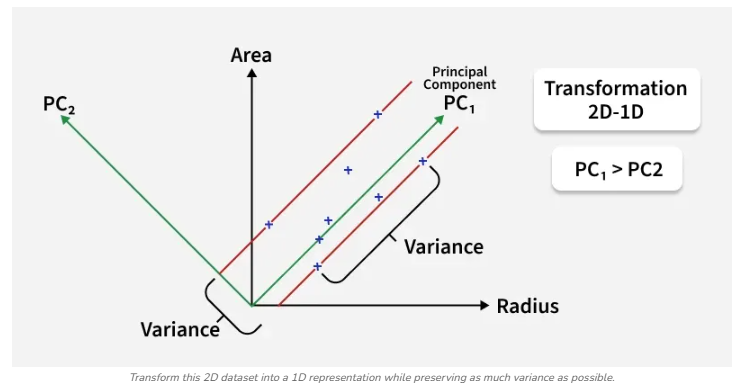 Area
Principal
Component
PC₁
PC₂
Transformation
2D-1D
PC₁ > PC2
Variance
Radius
Variance
Transform this 2D dataset into a 1D representation while preserving as much variance as possible.